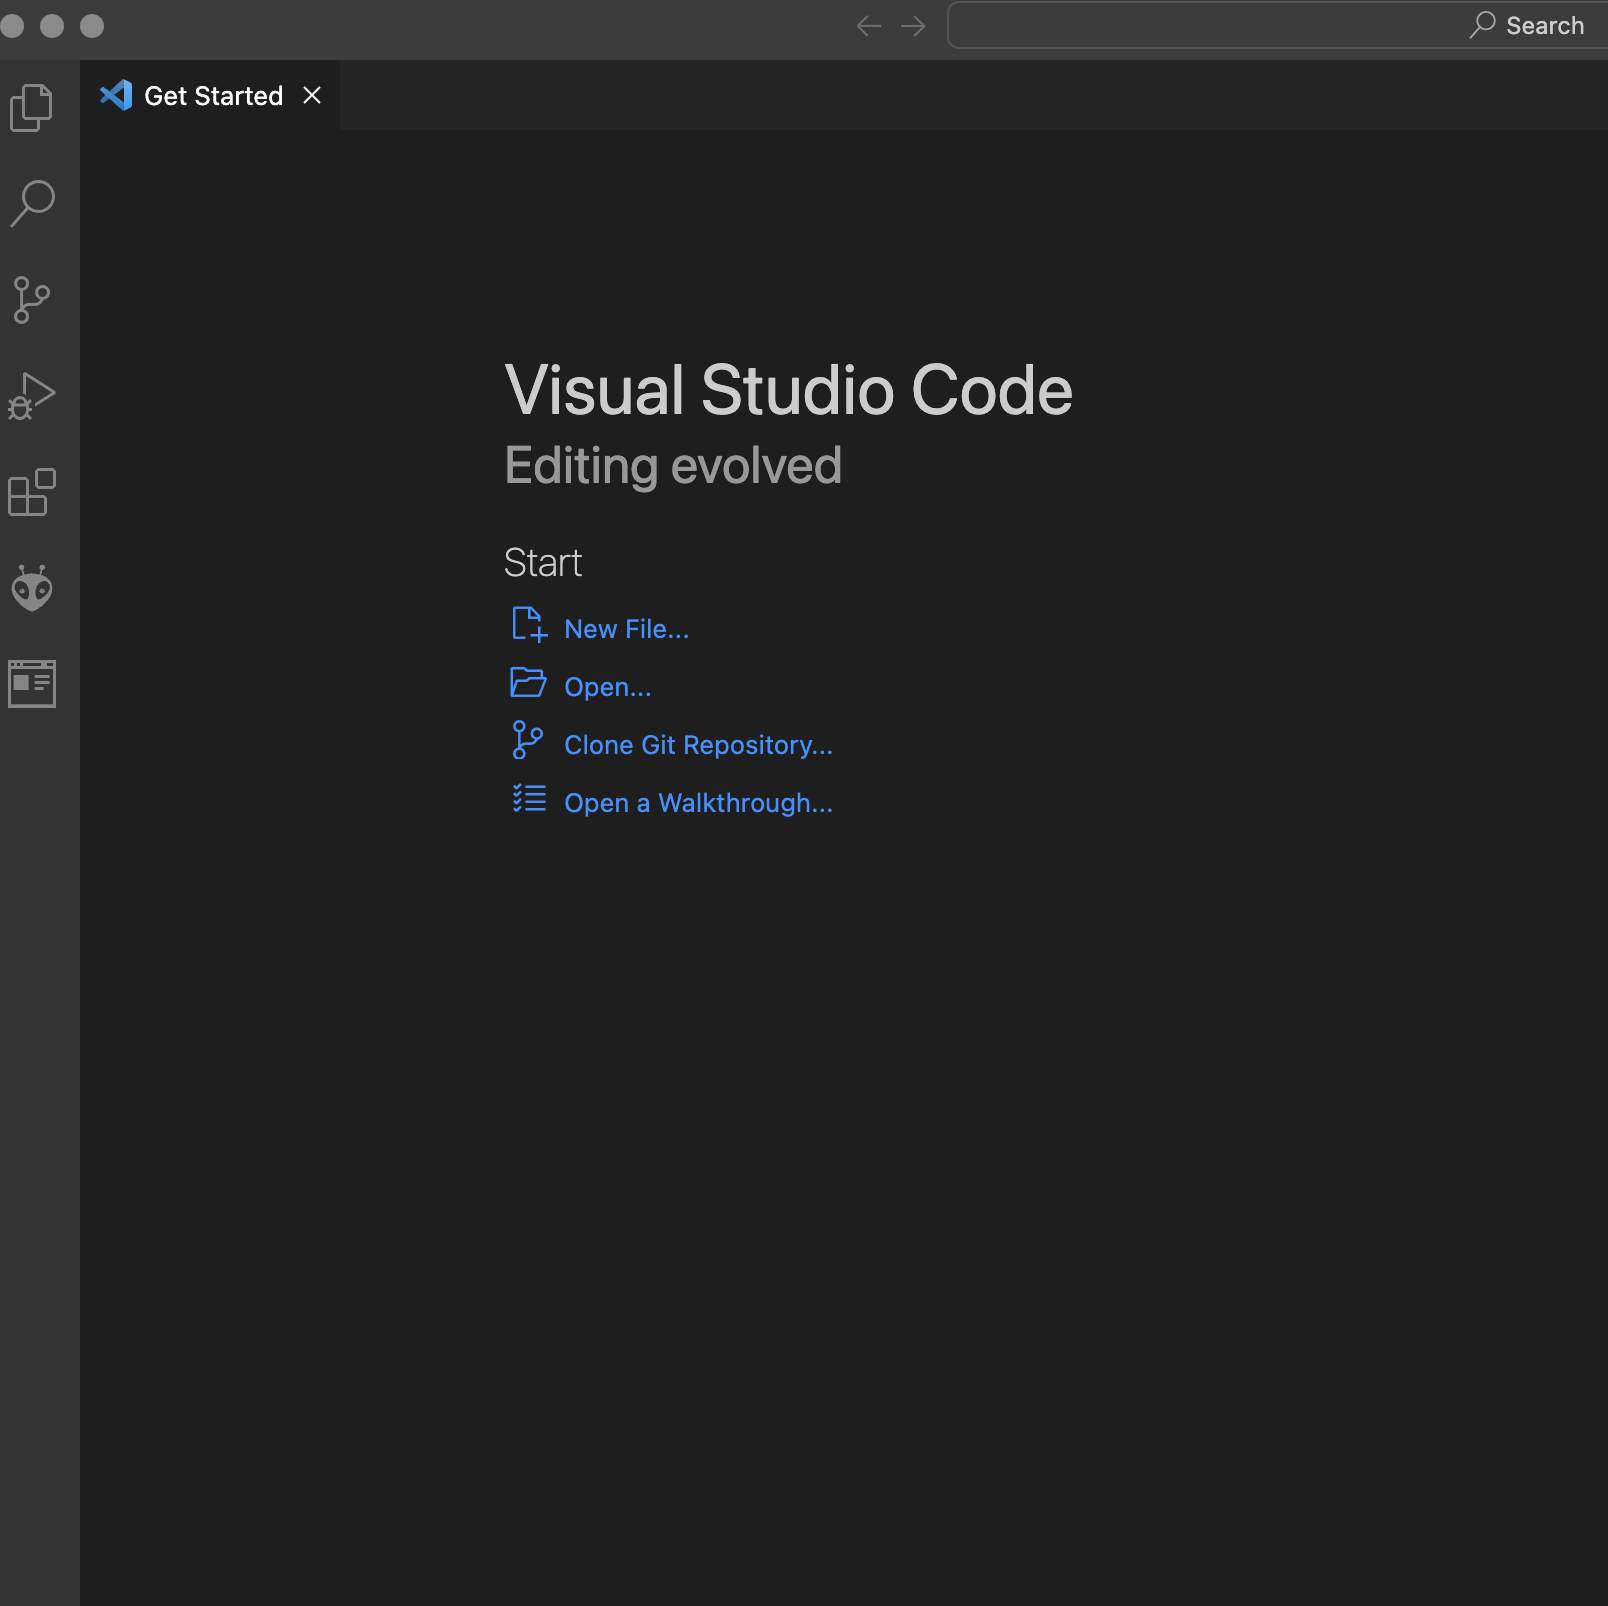 Search
Get Started
Visual Studio Code
Editing evolved
Start
New File...
Open...
Clone Git Repository...
Open a Walkthrough...